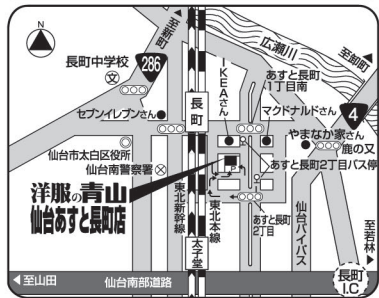 N
至新町
広瀬川
至卸町
長町中学校
文
286
IKEAさん
あすと長町
1丁目南
長町
セブンイレブンさん
マクドナルドさん
4
やまなか家さん
鹿の又
仙台市太白区役所
仙台南警察署
あすと長町2丁目バス停
P
洋服の青山
仙台あすと長町店
東北新幹線
東北本線
あすと長町
2丁目
仙台バイパス
至若林
太子堂
至山田
仙台南部道路
長町
I.C